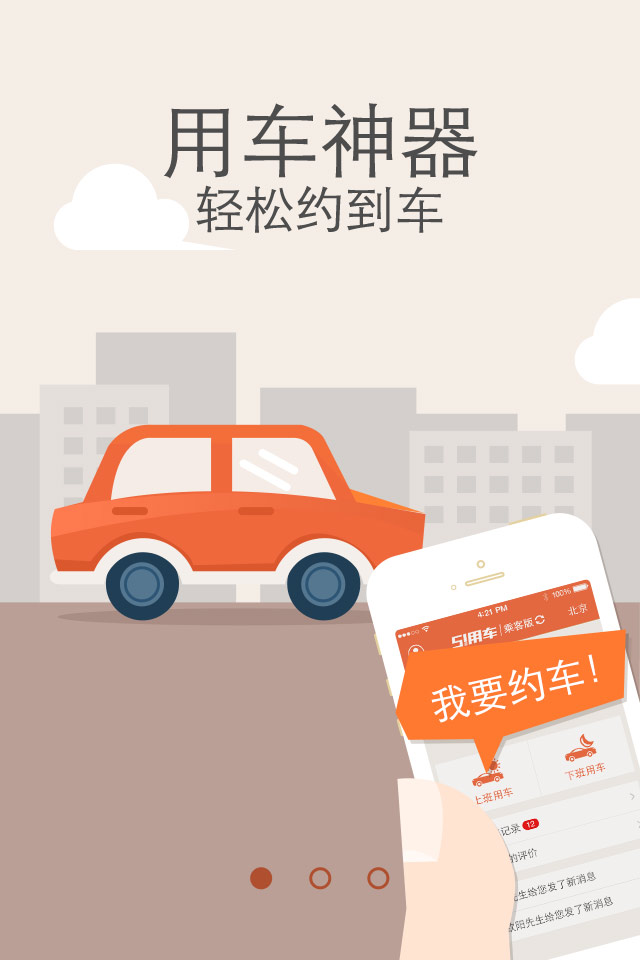 用车神器
轻松约到车
4:21 PM
100%
51用车
乘客版
北京
我要约车！
上班用车
下班用车
记录 12
的评价
先生给您发了新消息
欧阳先生给您发了新消息